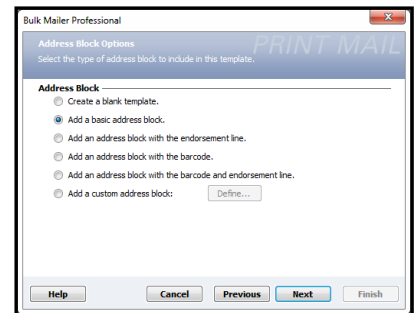 Bulk Mailer Professional
Address Block Options
PRINT MAIL
Select the type of address block to include in this template.
Address Block
Create a blank template.
Add a basic address block.
Add an address block with the endorsement line.
Add an address block with the barcode.
Add an address block with the barcode and endorsement line.
Add a custom address block: Define...
Help Cancel Previous Next Finish